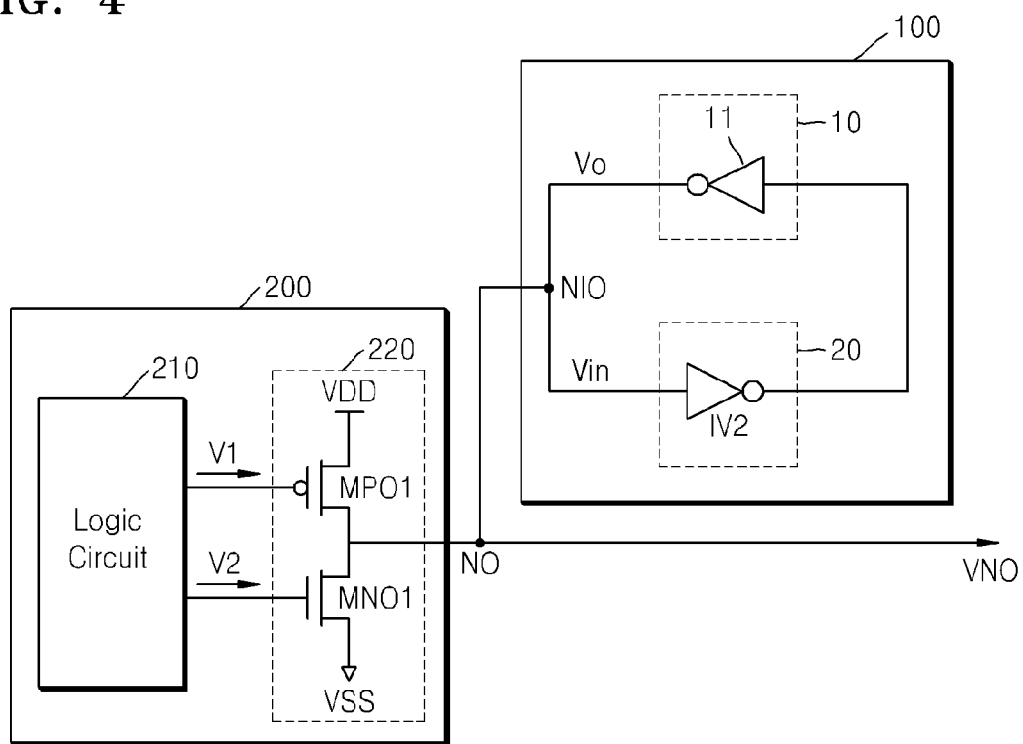 FIG. 4
100
11
10
Vo
NIO
200
220
20
210
VDD
Vin
V1
IV2
MPO1
Logic
Circuit
NO
V2
VNO
MNO1
VSS